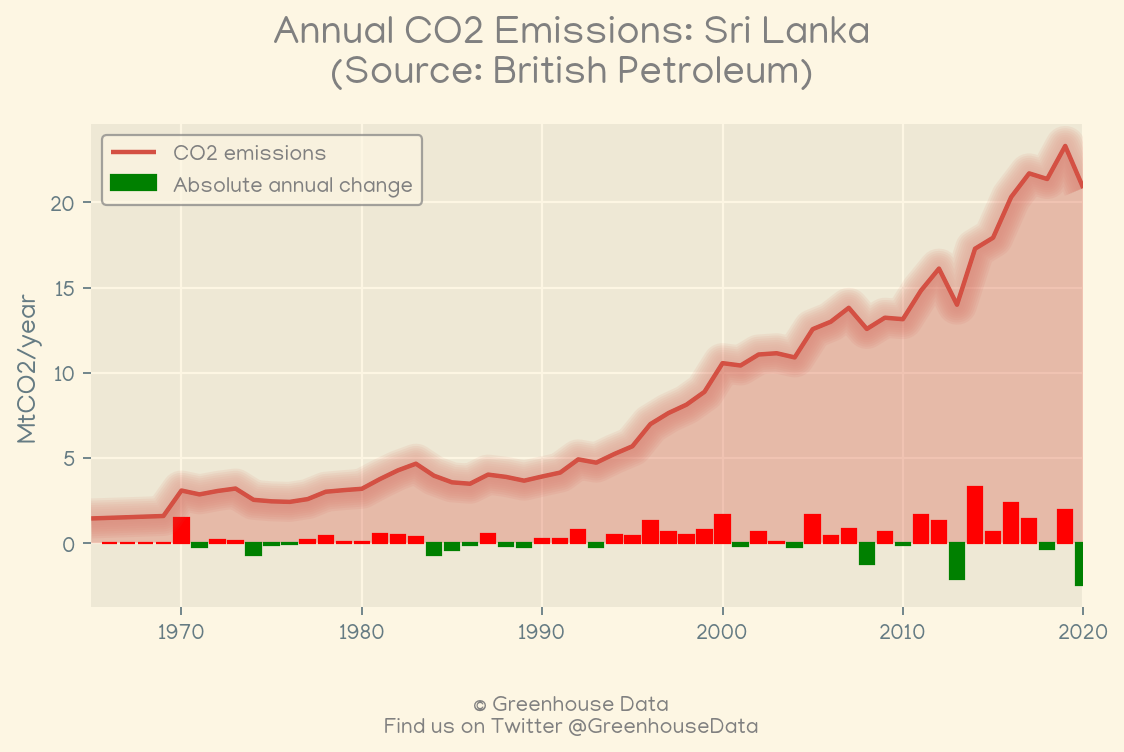 Annual CO2 Emissions: Sri Lanka
(Source: British Petroleum)
CO2 emissions
Absolute annual change
MtCO2/year
20
15
10
5
0
1970
1980
1990
2000
2010
2020
© Greenhouse Data
Find us on Twitter @GreenhouseData